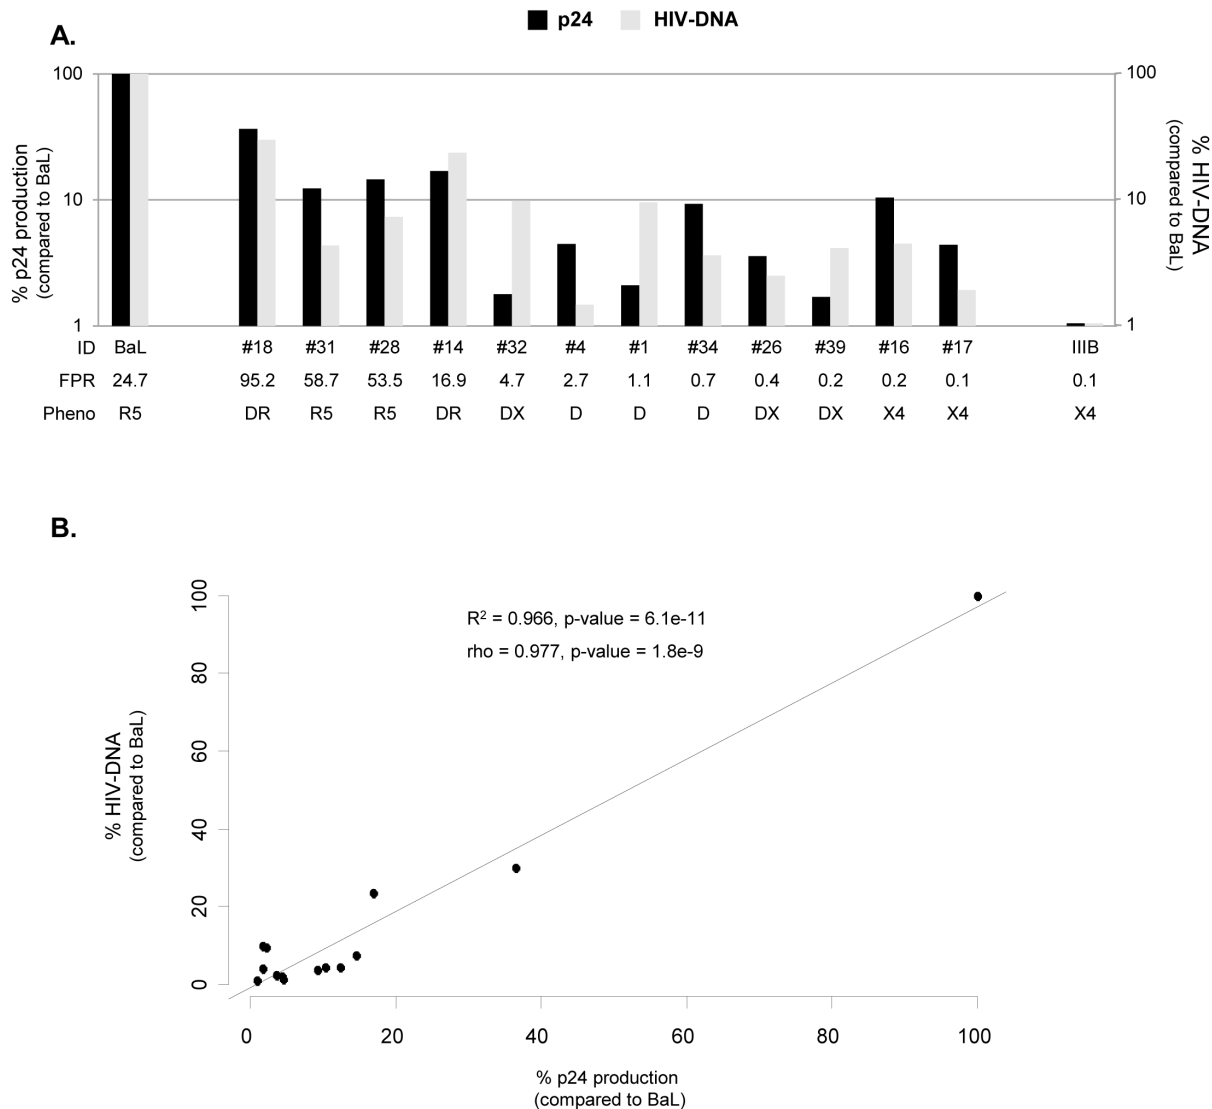 p24 HIV-DNA
A.
100 100
% p24 production
(compared to BaL)
% HIV-DNA
(compared to BaL)
10 10
1 1
ID BaL #18 #31 #28 #14 #32 #4 #1 #34 #26 #39 #16 #17 IIIB
FPR 24.7 95.2 58.7 53.5 16.9 4.7 2.7 1.1 0.7 0.4 0.2 0.2 0.1 0.1
Pheno R5 DR R5 R5 DR DX D D D DX DX X4 X4 X4
B.
R² = 0.966, p-value = 6.1e-11
rho = 0.977, p-value = 1.8e-9
% HIV-DNA
(compared to BaL)
100
80
60
40
20
0
0 20 40 60 80 100
% p24 production
(compared to BaL)